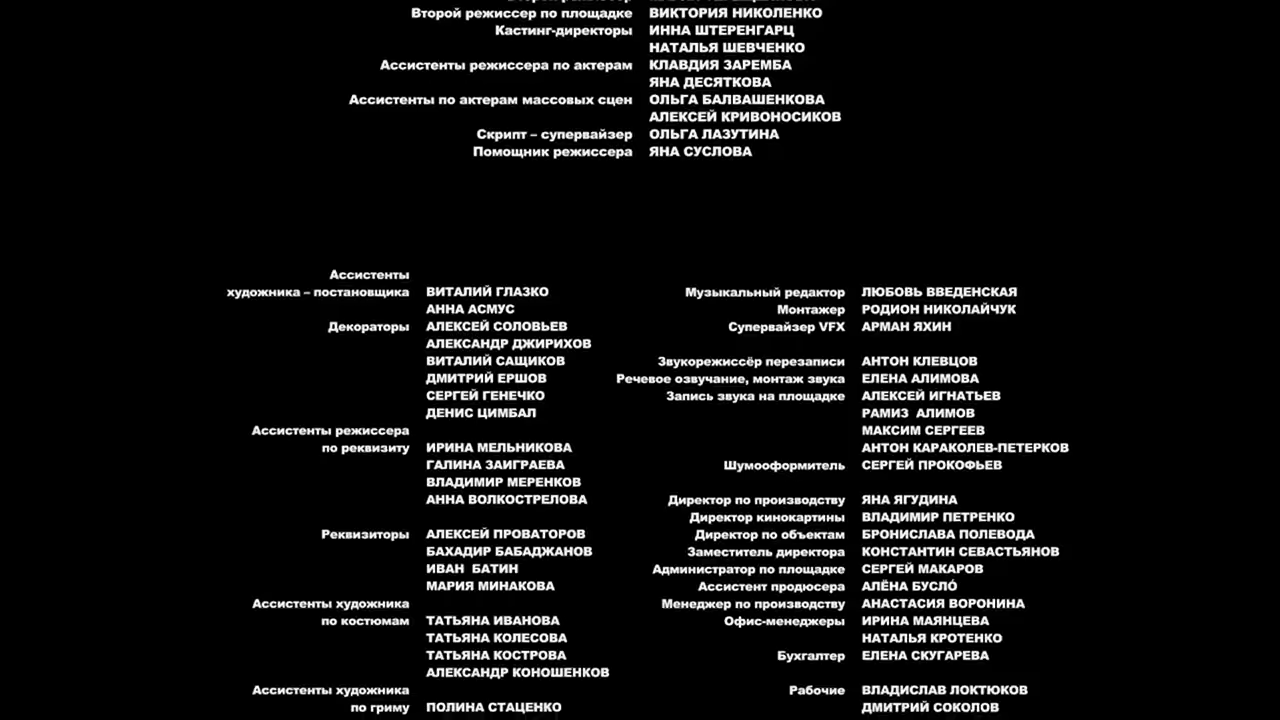 Второй режиссер по площадке ВИКТОРИЯ НИКОЛЕНКО
Кастинг-директоры ИННА ШТЕРЕНГАРЦ
НАТАЛЬЯ ШЕВЧЕНКО
Ассистенты режиссера по актерам КЛАВДИЯ ЗАРЕМБА
ЯНА ДЕСЯТКОВА
Ассистенты по актерам массовых сцен ОЛЬГА БАЛВАШЕНКОВА
АЛЕКСЕЙ КРИВОНОСИКОВ
Скрипт – супервайзер ОЛЬГА ЛАЗУТИНА
Помощник режиссера ЯНА СУСЛОВА
Ассистенты
художника – постановщика ВИТАЛИЙ ГЛАЗКО
АННА АСМУС
Декораторы АЛЕКСЕЙ СОЛОВЬЕВ
АЛЕКСАНДР ДЖИРИХОВ
ВИТАЛИЙ САЩИКОВ
ДМИТРИЙ ЕРШОВ
СЕРГЕЙ ГЕНЕЧКО
ДЕНИС ЦИМБАЛ
Ассистенты режиссера
по реквизиту ИРИНА МЕЛЬНИКОВА
ГАЛИНА ЗАИГРАЕВА
ВЛАДИМИР МЕРЕНКОВ
АННА ВОЛКОСТРЕЛОВА
Реквизиторы АЛЕКСЕЙ ПРОВАТОРОВ
БАХАДИР БАБАДЖАНОВ
ИВАН БАТИН
МАРИЯ МИНАКОВА
Ассистенты художника
по костюмам ТАТЬЯНА ИВАНОВА
ТАТЬЯНА КОЛЕСОВА
ТАТЬЯНА КОСТРОВА
АЛЕКСАНДР КОНОШЕНКОВ
Ассистенты художника
по гриму ПОЛИНА СТАЦЕНКО
Музыкальный редактор ЛЮБОВЬ ВВЕДЕНСКАЯ
Монтажер РОДИОН НИКОЛАЙЧУК
Супервайзер VFX АРМАН ЯХИН
Звукорежиссёр перезаписи АНТОН КЛЕВЦОВ
Речевое озвучание, монтаж звука ЕЛЕНА АЛИМОВА
Запись звука на площадке АЛЕКСЕЙ ИГНАТЬЕВ
РАМИЗ АЛИМОВ
МАКСИМ СЕРГЕЕВ
АНТОН КАРАКОЛЕВ-ПЕТЕРКОВ
Шумооформитель СЕРГЕЙ ПРОКОФЬЕВ
Директор по производству ЯНА ЯГУДИНА
Директор кинокартины ВЛАДИМИР ПЕТРЕНКО
Директор по объектам БРОНИСЛАВА ПОЛЕВОДА
Заместитель директора КОНСТАНТИН СЕВАСТЬЯНОВ
Администратор по площадке СЕРГЕЙ МАКАРОВ
Ассистент продюсера АЛЁНА БУСЛО́
Менеджер по производству АНАСТАСИЯ ВОРОНИНА
Офис-менеджеры ИРИНА МАЯНЦЕВА
НАТАЛЬЯ КРОТЕНКО
Бухгалтер ЕЛЕНА СКУГАРЕВА
Рабочие ВЛАДИСЛАВ ЛОКТЮКОВ
ДМИТРИЙ СОКОЛОВ